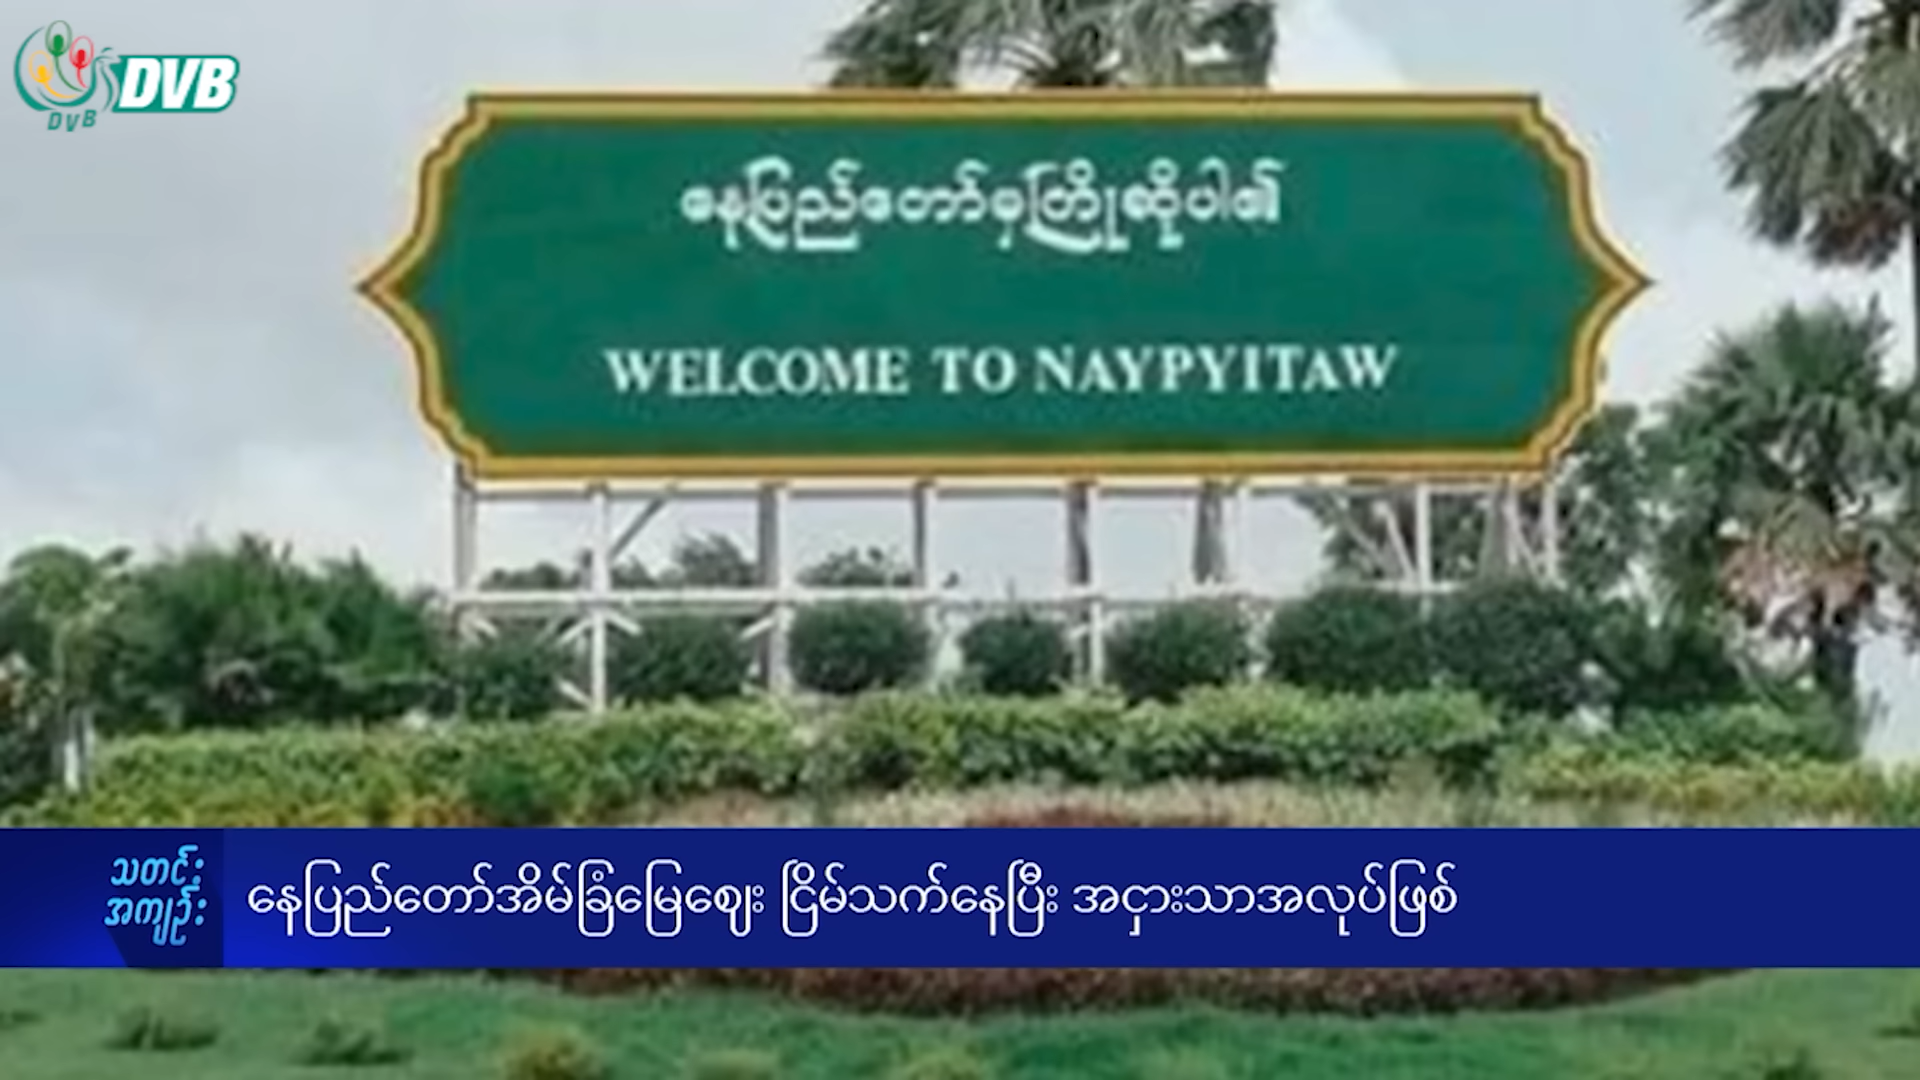 DVB
DVB
နေပြည်တော်မှကြိုဆိုပါ၏
WELCOME TO NAYPYITAW
သတင်း
အကျဉ်း
နေပြည်တော်အိမ်ခြံမြေဈေး ငြိမ်သက်နေပြီး အငှားသာအလုပ်ဖြစ်